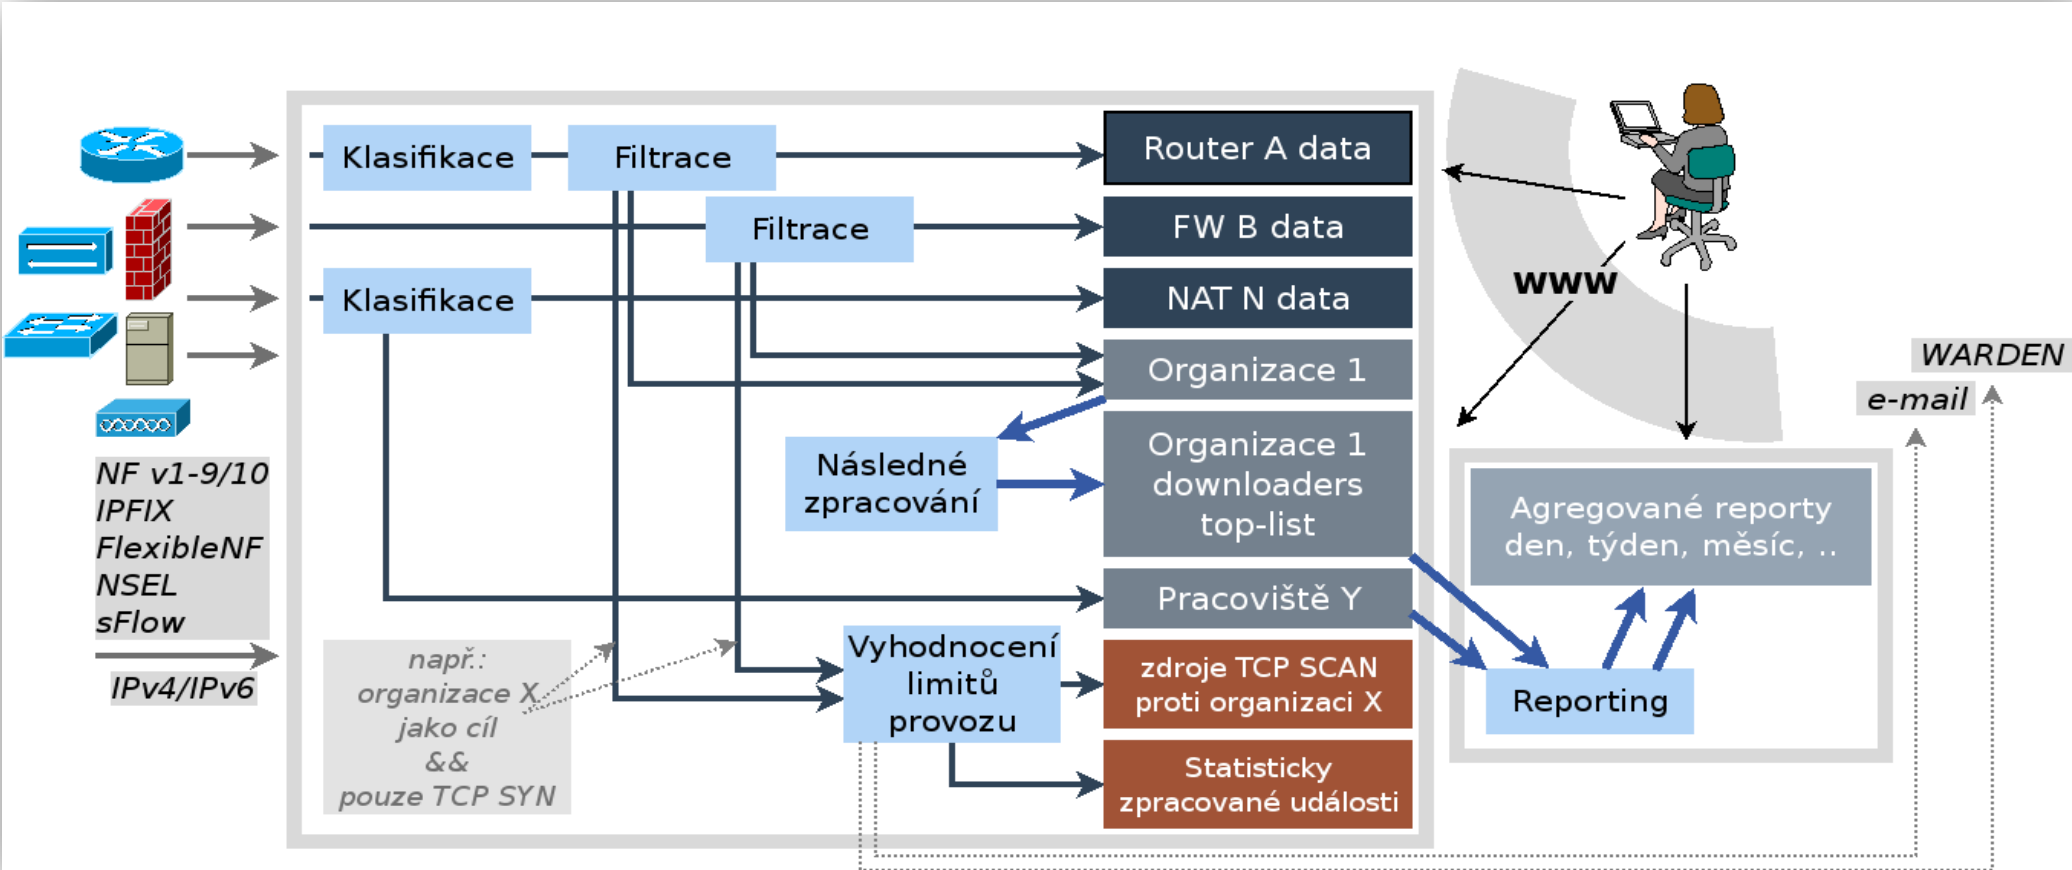 Klasifikace
Filtrace
Router A data
Filtrace
FW B data
Klasifikace
NAT N data
Organizace 1
Následné
zpracování
Organizace 1
downloaders
top-list
Pracoviště Y
Vyhodnocení
limitů
provozu
zdroje TCP SCAN
proti organizaci X
Statisticky
zpracované události
NF v1-9/10
IPFIX
FlexibleNF
NSEL
sFlow
IPv4/IPv6
např.:
organizace X
jako cíl
&&
pouze TCP SYN
www
WARDEN
e-mail
Agregované reporty
den, týden, měsíc, ..
Reporting